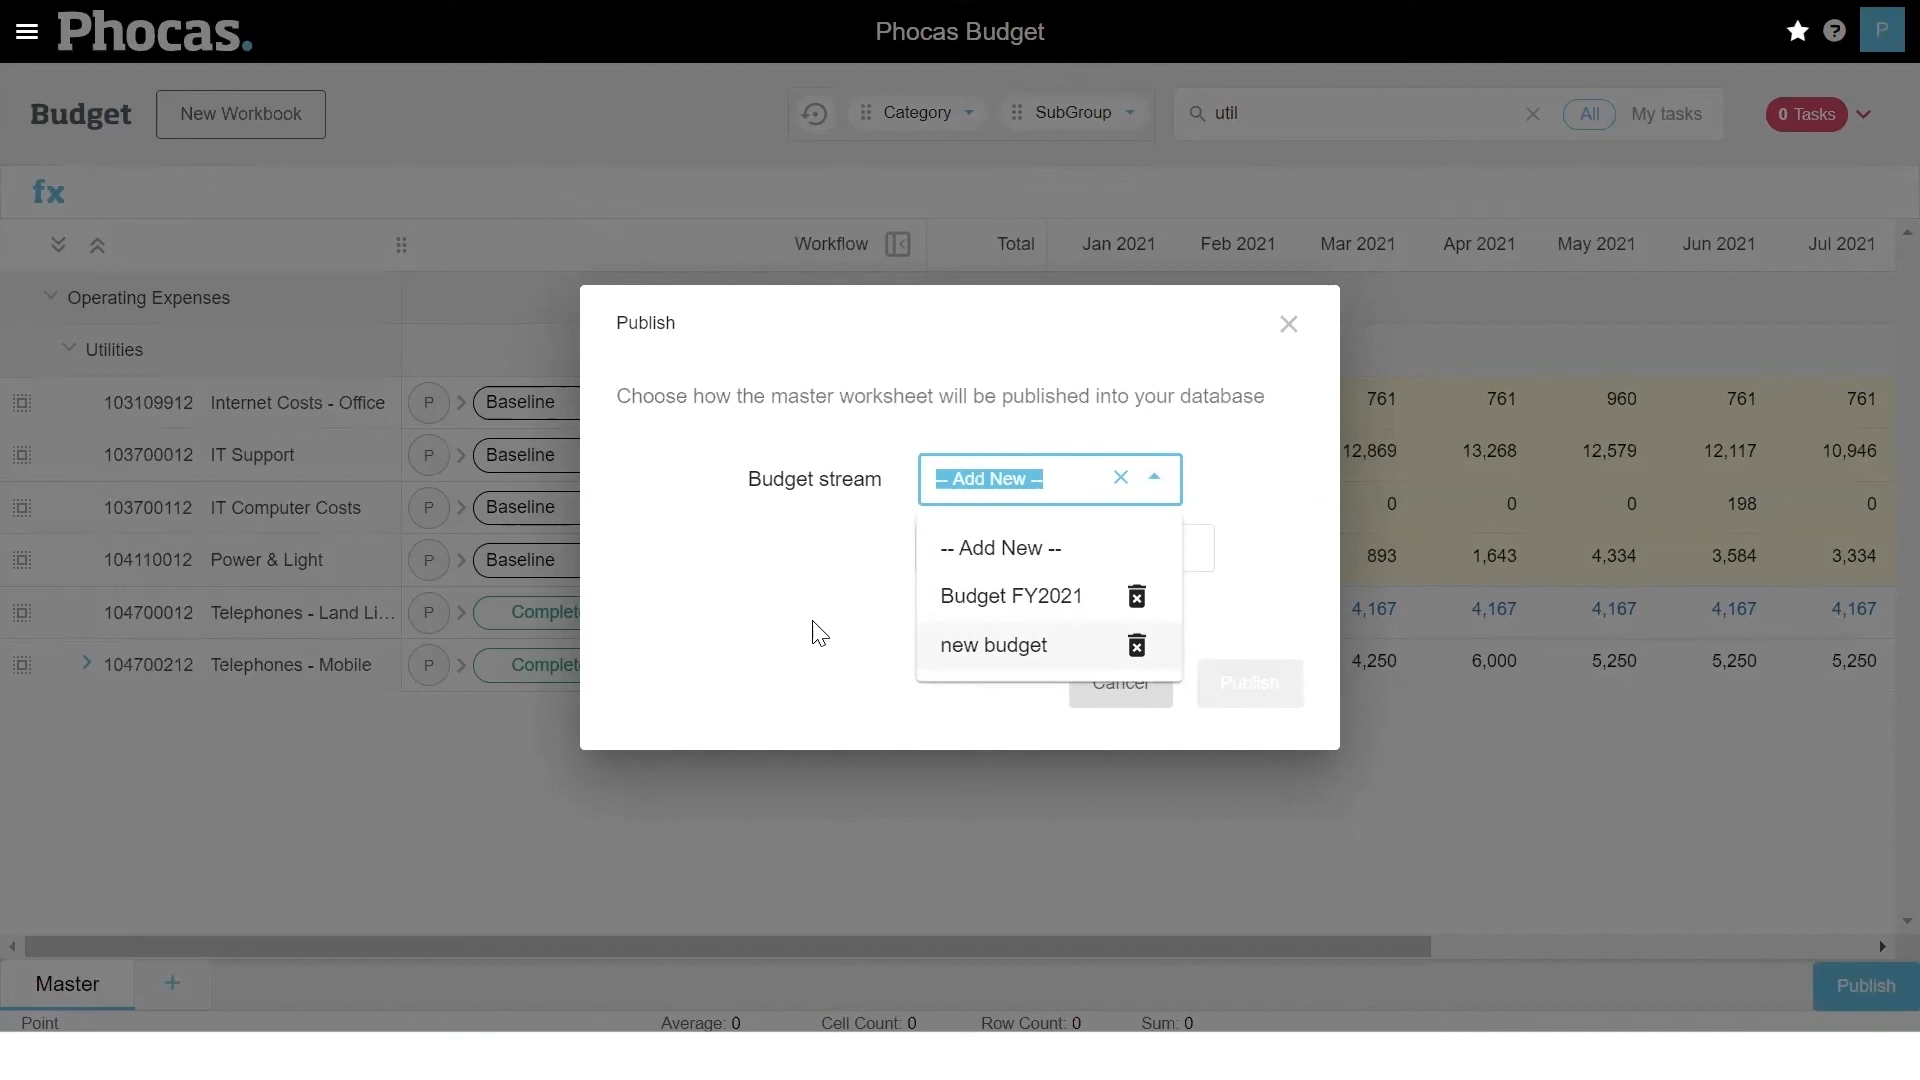 Phocas.
Phocas Budget
P
Budget
New Workbook
Category
SubGroup
util
All
My tasks
0 Tasks
fx
Workflow
Total
Jan 2021
Feb 2021
Mar 2021
Apr 2021
May 2021
Jun 2021
Jul 2021
Operating Expenses
Utilities
103109912 Internet Costs - Office P Baseline 761 761 960 761 761
103700012 IT Support P Baseline 12,869 13,268 12,579 12,117 10,946
103700112 IT Computer Costs P Baseline 0 0 0 198 0
104110012 Power & Light P Baseline 893 1,643 4,334 3,584 3,334
104700012 Telephones - Land Li... P Complet 4,167 4,167 4,167 4,167 4,167
104700212 Telephones - Mobile P Complet 4,250 6,000 5,250 5,250 5,250
Publish
Choose how the master worksheet will be published into your database
Budget stream
-- Add New --
-- Add New --
Budget FY2021
new budget
Cancel
Publish
Master
+
Publish
Point
Average: 0
Cell Count: 0
Row Count: 0
Sum: 0